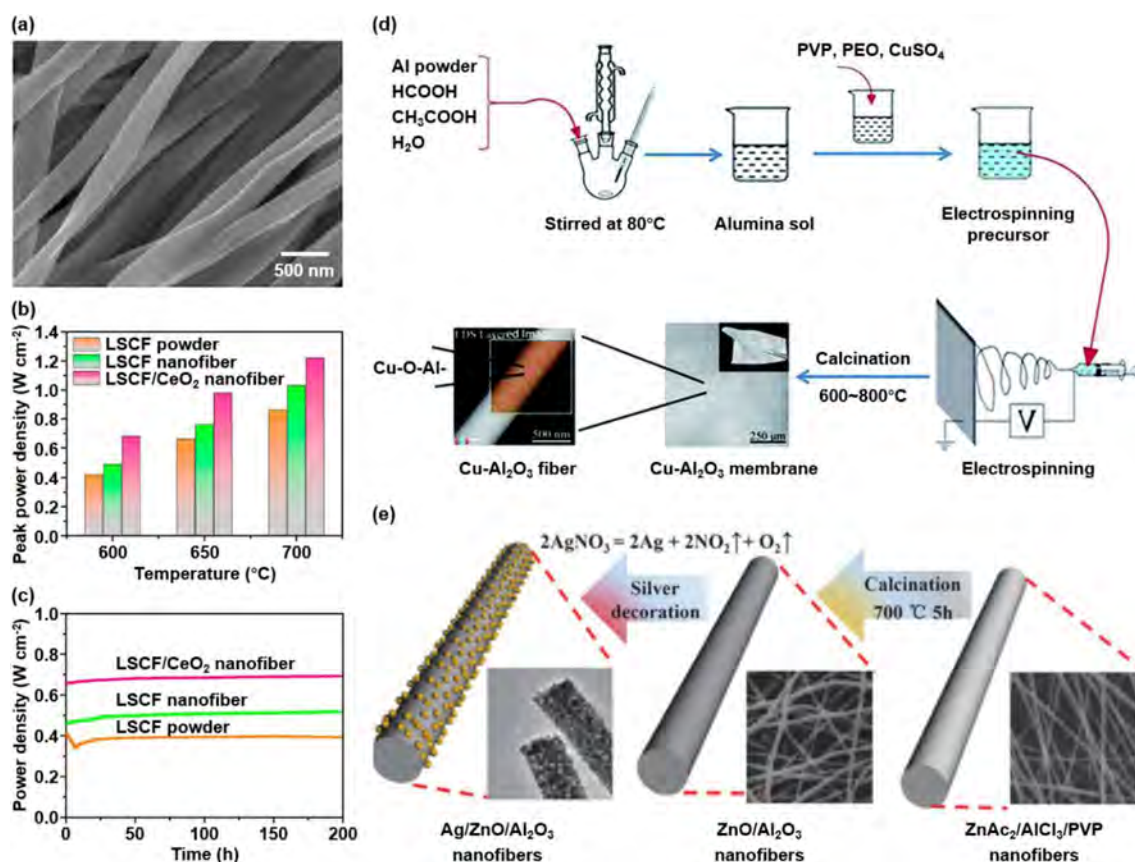 (a)
500 nm
(b)
Peak power density (W cm⁻²)
1.4
1.2
1.0
0.8
0.6
0.4
0.2
0.0
LSCF powder
LSCF nanofiber
LSCF/CeO₂ nanofiber
600
650
700
Temperature (°C)
(c)
Power density (W cm⁻²)
1.0
0.8
0.6
0.4
0.2
0.0
LSCF/CeO₂ nanofiber
LSCF nanofiber
LSCF powder
0
50
100
150
200
Time (h)
(d)
Al powder
HCOOH
CH₃COOH
H₂O
Stirred at 80°C
Alumina sol
PVP, PEO, CuSO₄
Electrospinning
precursor
V
Electrospinning
Calcination
600~800°C
250 μm
Cu-Al₂O₃ membrane
EDS Layered
Cu-O-Al-
500 nm
Cu-Al₂O₃ fiber
(e)
2AgNO₃ = 2Ag + 2NO₂↑ + O₂↑
Silver
decoration
Calcination
700 ℃ 5h
Ag/ZnO/Al₂O₃
nanofibers
ZnO/Al₂O₃
nanofibers
ZnAc₂/AlCl₃/PVP
nanofibers